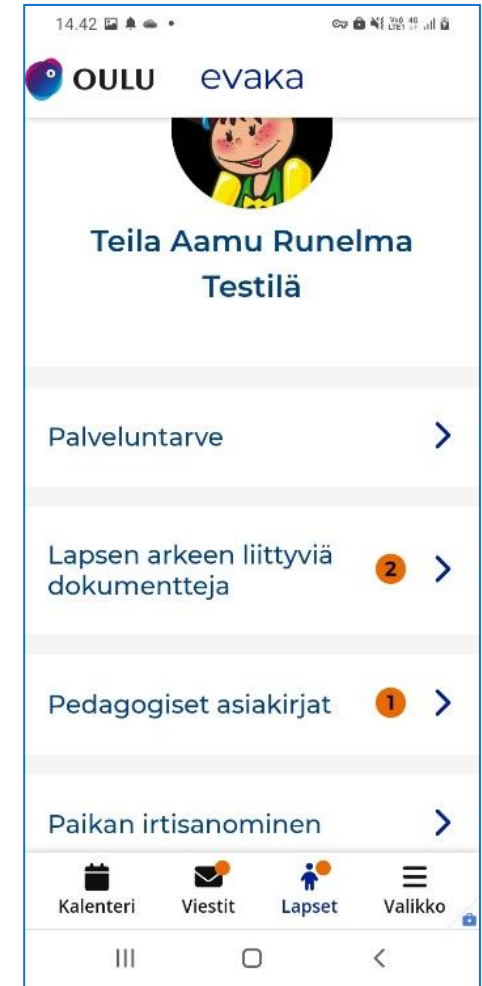 14.42
OULU evaka
Teila Aamu Runelma
Testilä
Palveluntarve
Lapsen arkeen liittyviä
dokumentteja
2
Pedagogiset asiakirjat
1
Paikan irtisanominen
Kalenteri Viestit Lapset Valikko